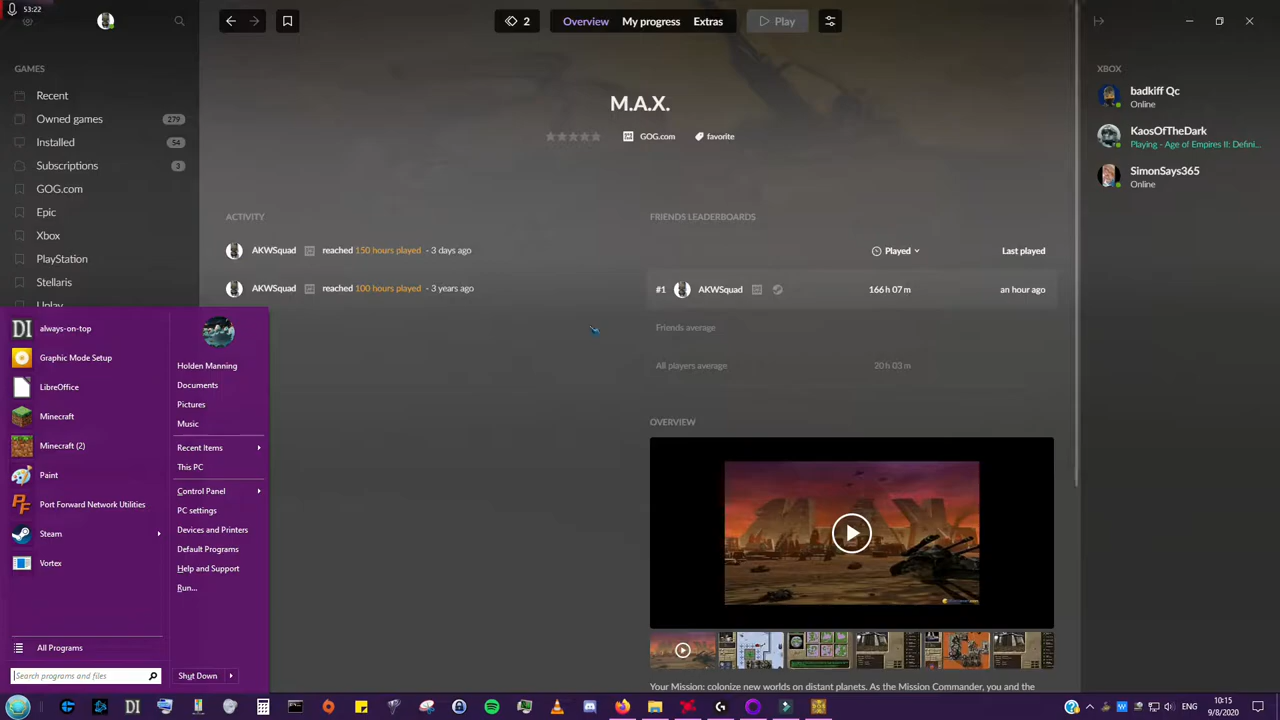 53:22
2
Overview
My progress
Extras
Play
GAMES
Recent
Owned games 279
Installed 54
Subscriptions 3
GOG.com
Epic
Xbox
PlayStation
Stellaris
Uplay
M.A.X.
GOG.com
favorite
ACTIVITY
AKWSquad reached 150 hours played - 3 days ago
AKWSquad reached 100 hours played - 3 years ago
FRIENDS LEADERBOARDS
Played
Last played
#1 AKWSquad 166 h 07 m an hour ago
Friends average
All players average 20 h 03 m
OVERVIEW
Your Mission: colonize new worlds on distant planets. As the Mission Commander, you and the
XBOX
badkiff Qc
Online
KaosOfTheDark
Playing - Age of Empires II: Defini...
SimonSays365
Online
DI always-on-top
Graphic Mode Setup
LibreOffice
Minecraft
Minecraft (2)
Paint
PF Port Forward Network Utilities
Steam
Vortex
All Programs
Search programs and files
Holden Manning
Documents
Pictures
Music
Recent Items
This PC
Control Panel
PC settings
Devices and Printers
Default Programs
Help and Support
Run...
Shut Down
DI
10:15
9/8/2020